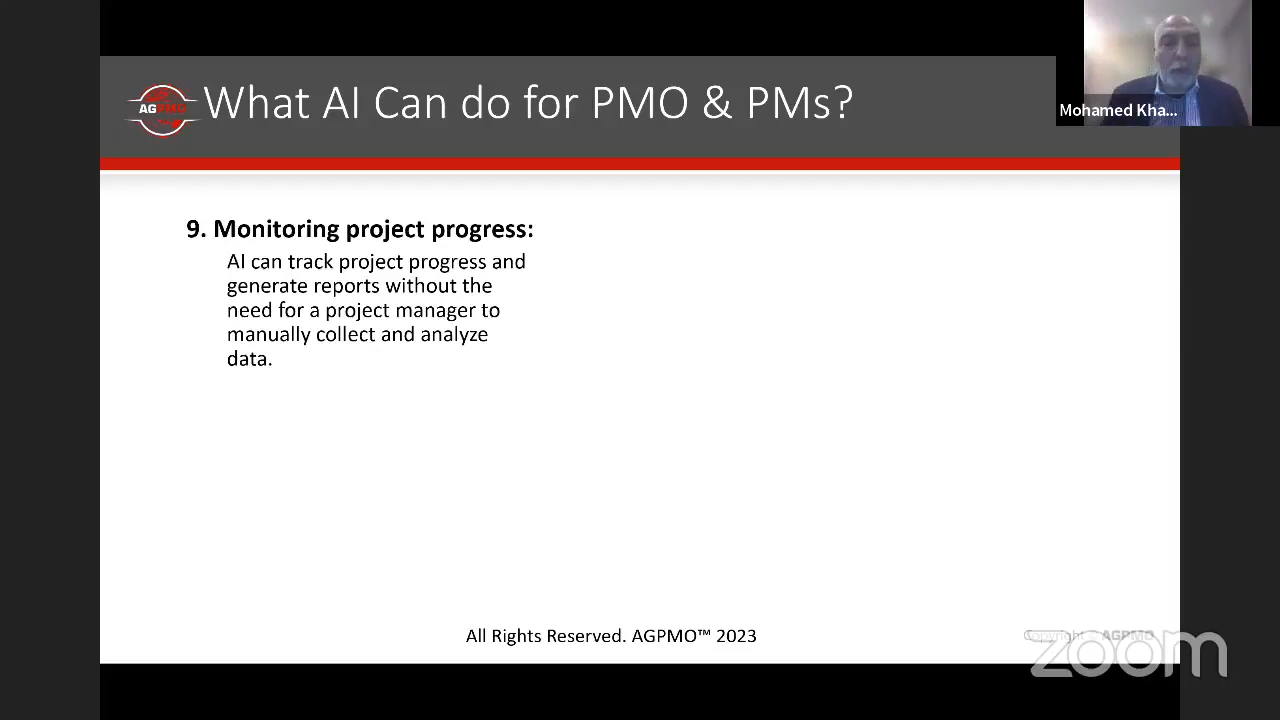 AGPMO
What AI Can do for PMO & PMs?
Mohamed Kha...
9. Monitoring project progress:
AI can track project progress and
generate reports without the
need for a project manager to
manually collect and analyze
data.
All Rights Reserved. AGPMO™ 2023
Copyright © AGPMO
zoom